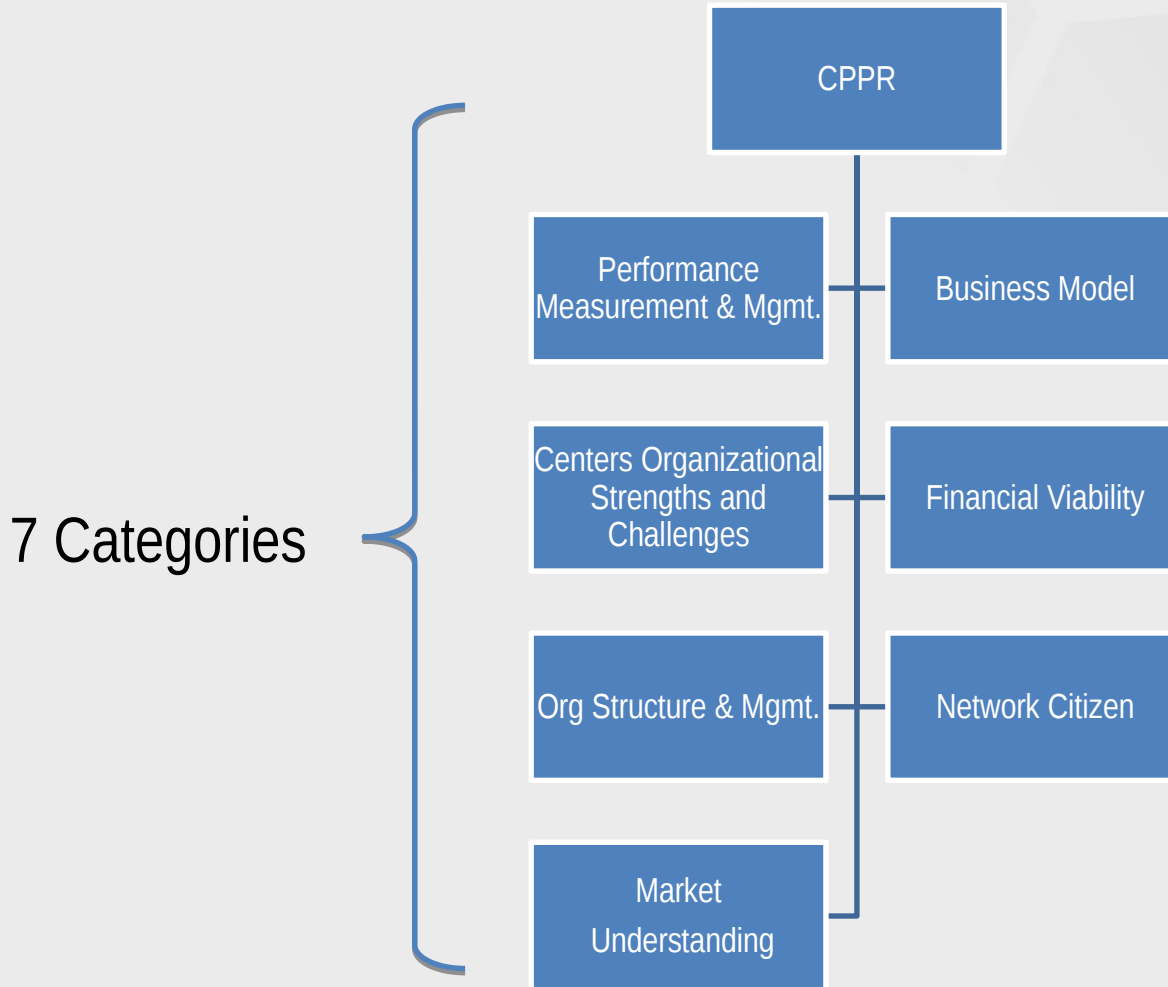 CPPR
Performance
Measurement & Mgmt.
Business Model
Centers Organizational
Strengths and
Challenges
Financial Viability
7 Categories
Org Structure & Mgmt.
Network Citizen
Market
Understanding